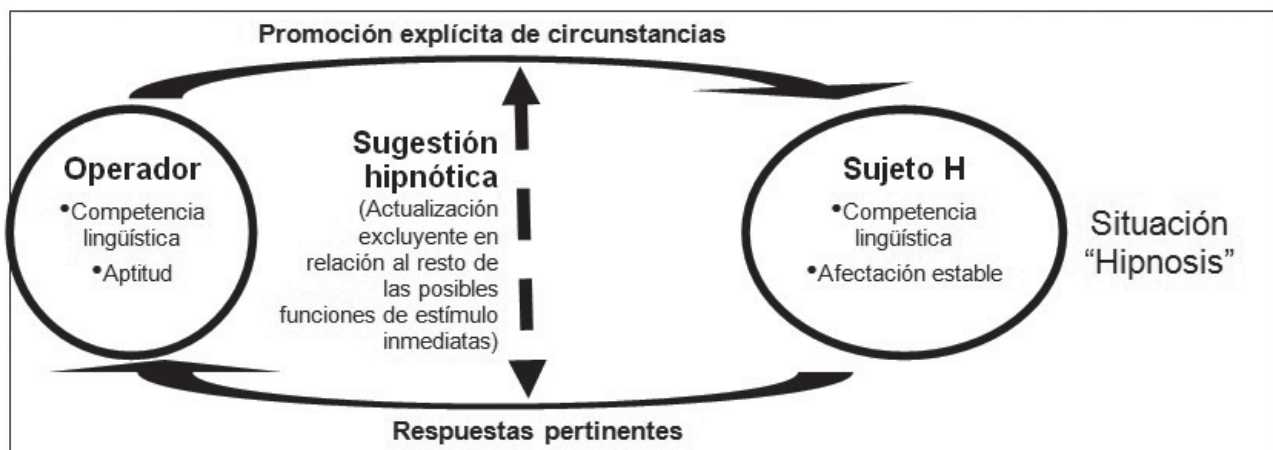 Promoción explícita de circunstancias
Operador
•Competencia
lingüística
•Aptitud
Sugestión
hipnótica
(Actualización
excluyente en
relación al resto de
las posibles
funciones de estímulo
inmediatas)
Sujeto H
•Competencia
lingüística
•Afectación estable
Situación
“Hipnosis”
Respuestas pertinentes